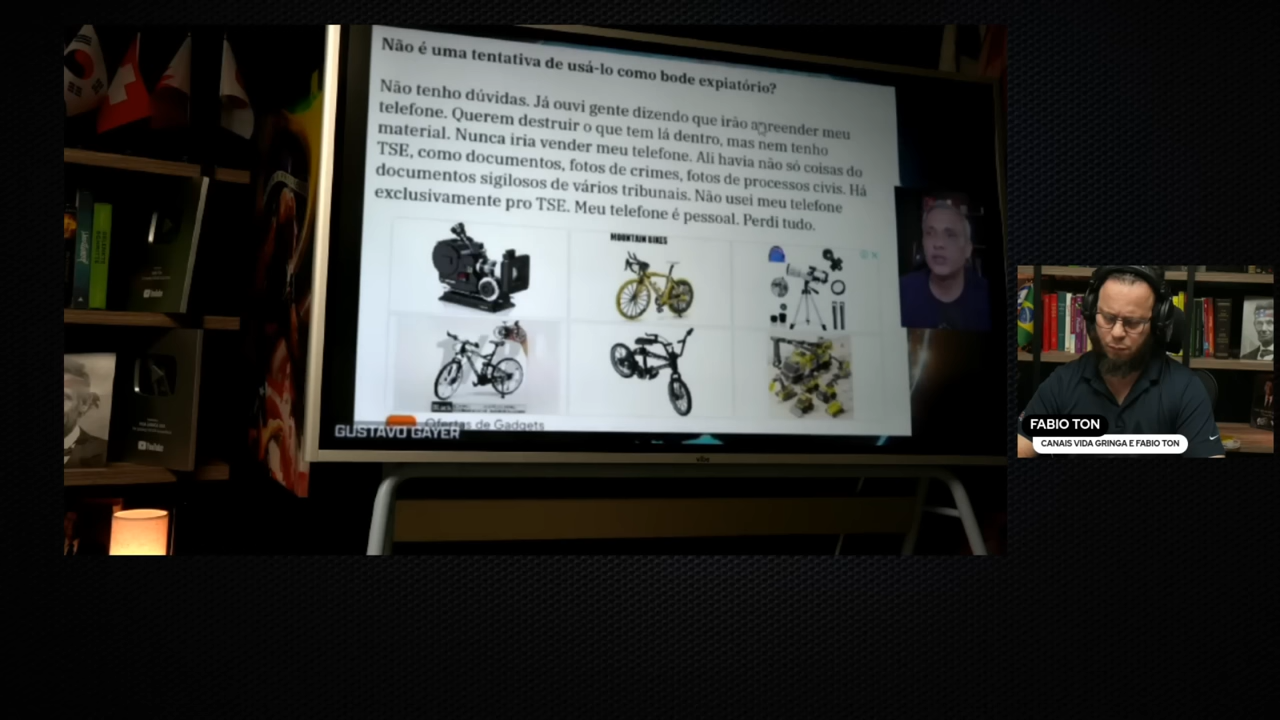 Não é uma tentativa de usá-lo como bode expiatório?
Não tenho dúvidas. Já ouvi gente dizendo que irão apreender meu
telefone. Querem destruir o que tem lá dentro, mas nem tenho
material. Nunca iria vender meu telefone. Ali havia não só coisas do
TSE, como documentos, fotos de crimes, fotos de processos civis. Há
documentos sigilosos de vários tribunais. Não usei meu telefone
exclusivamente pro TSE. Meu telefone é pessoal. Perdi tudo.
MOUNTAIN BIKES
Ofertas de Gadgets
GUSTAVO GAYER
YouTube
YouTube
FABIO TON
CANAIS VIDA GRINGA E FABIO TON